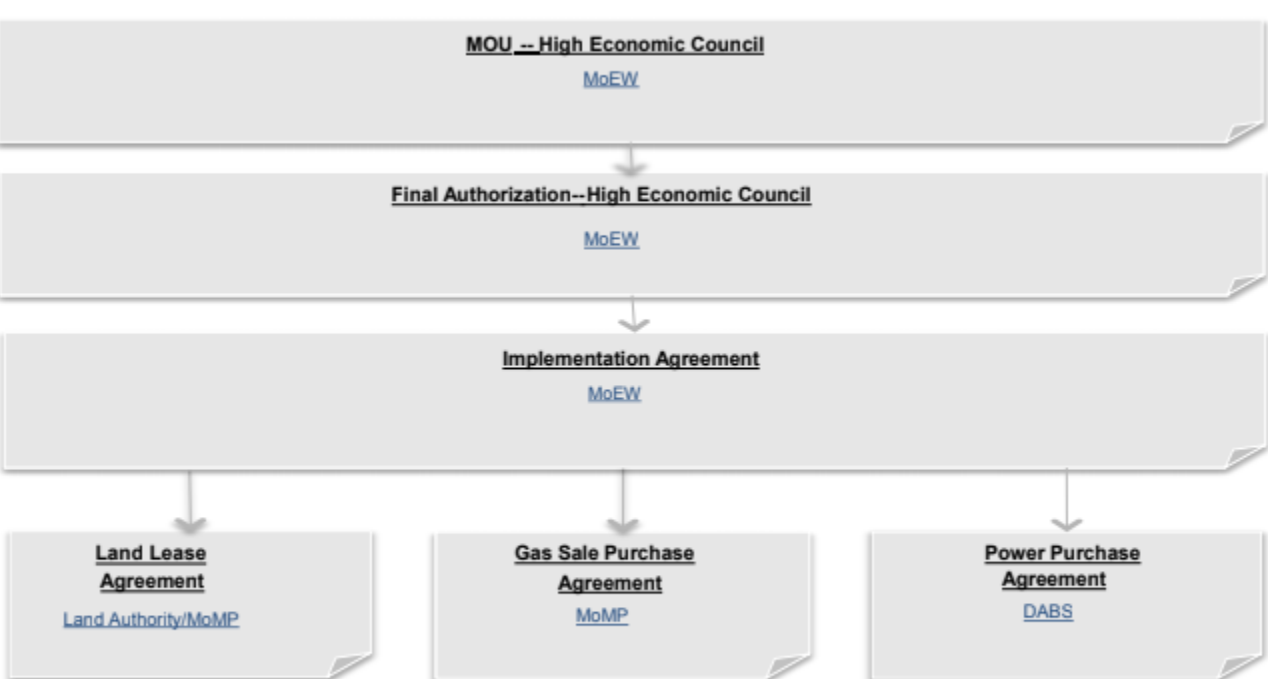 MOU -- High Economic Council
MoEW
Final Authorization--High Economic Council
MoEW
Implementation Agreement
MoEW
Land Lease
Agreement
Land Authority/MoMP
Gas Sale Purchase
Agreement
MoMP
Power Purchase
Agreement
DABS